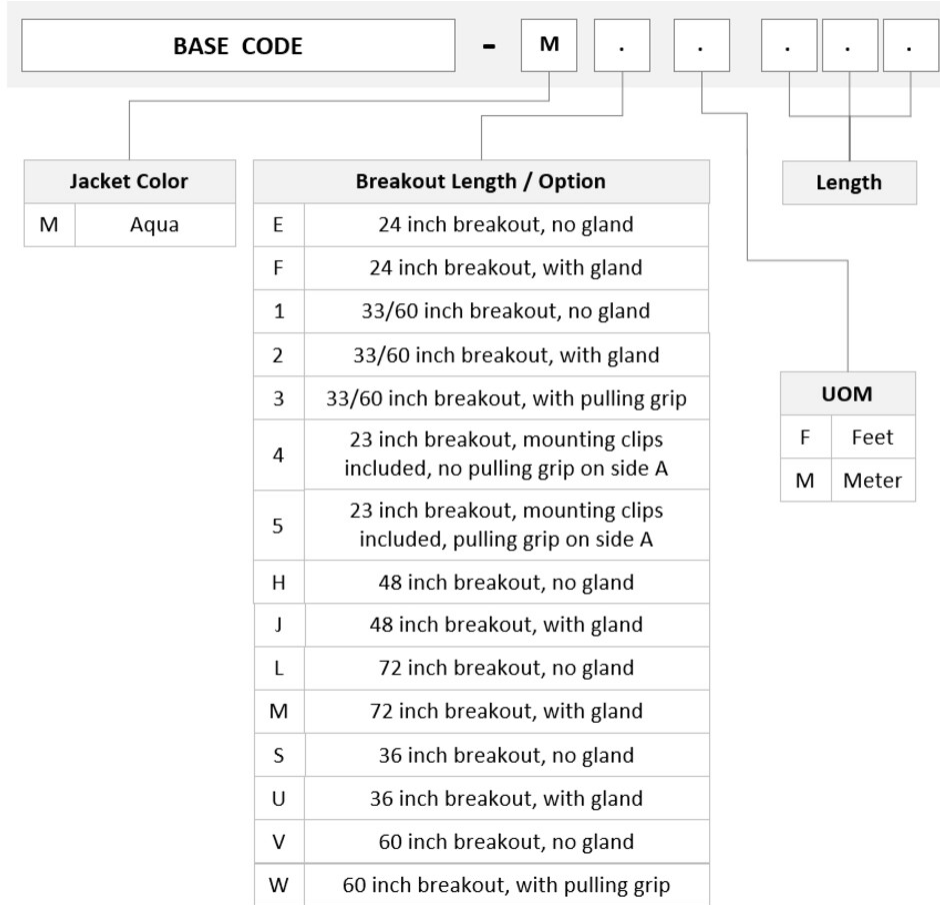 BASE CODE - M . . . . .
Jacket Color
M Aqua
Breakout Length / Option
E 24 inch breakout, no gland
F 24 inch breakout, with gland
1 33/60 inch breakout, no gland
2 33/60 inch breakout, with gland
3 33/60 inch breakout, with pulling grip
4 23 inch breakout, mounting clips
included, no pulling grip on side A
5 23 inch breakout, mounting clips
included, pulling grip on side A
H 48 inch breakout, no gland
J 48 inch breakout, with gland
L 72 inch breakout, no gland
M 72 inch breakout, with gland
S 36 inch breakout, no gland
U 36 inch breakout, with gland
V 60 inch breakout, no gland
W 60 inch breakout, with pulling grip
Length
UOM
F Feet
M Meter